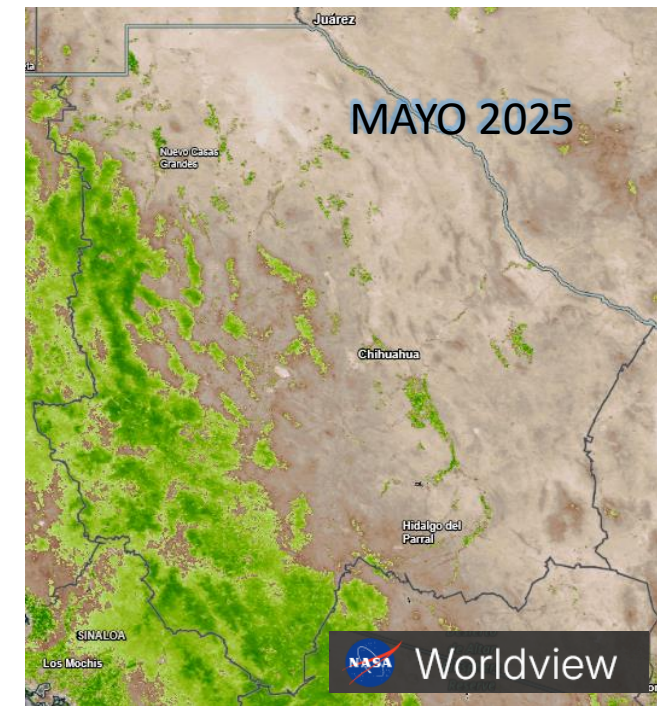 Juárez
MAYO 2025
Nuevo Casas
Grandes
Chihuahua
Hidalgo del
Parral
SINALOA
Los Mochis
NASA
Worldview